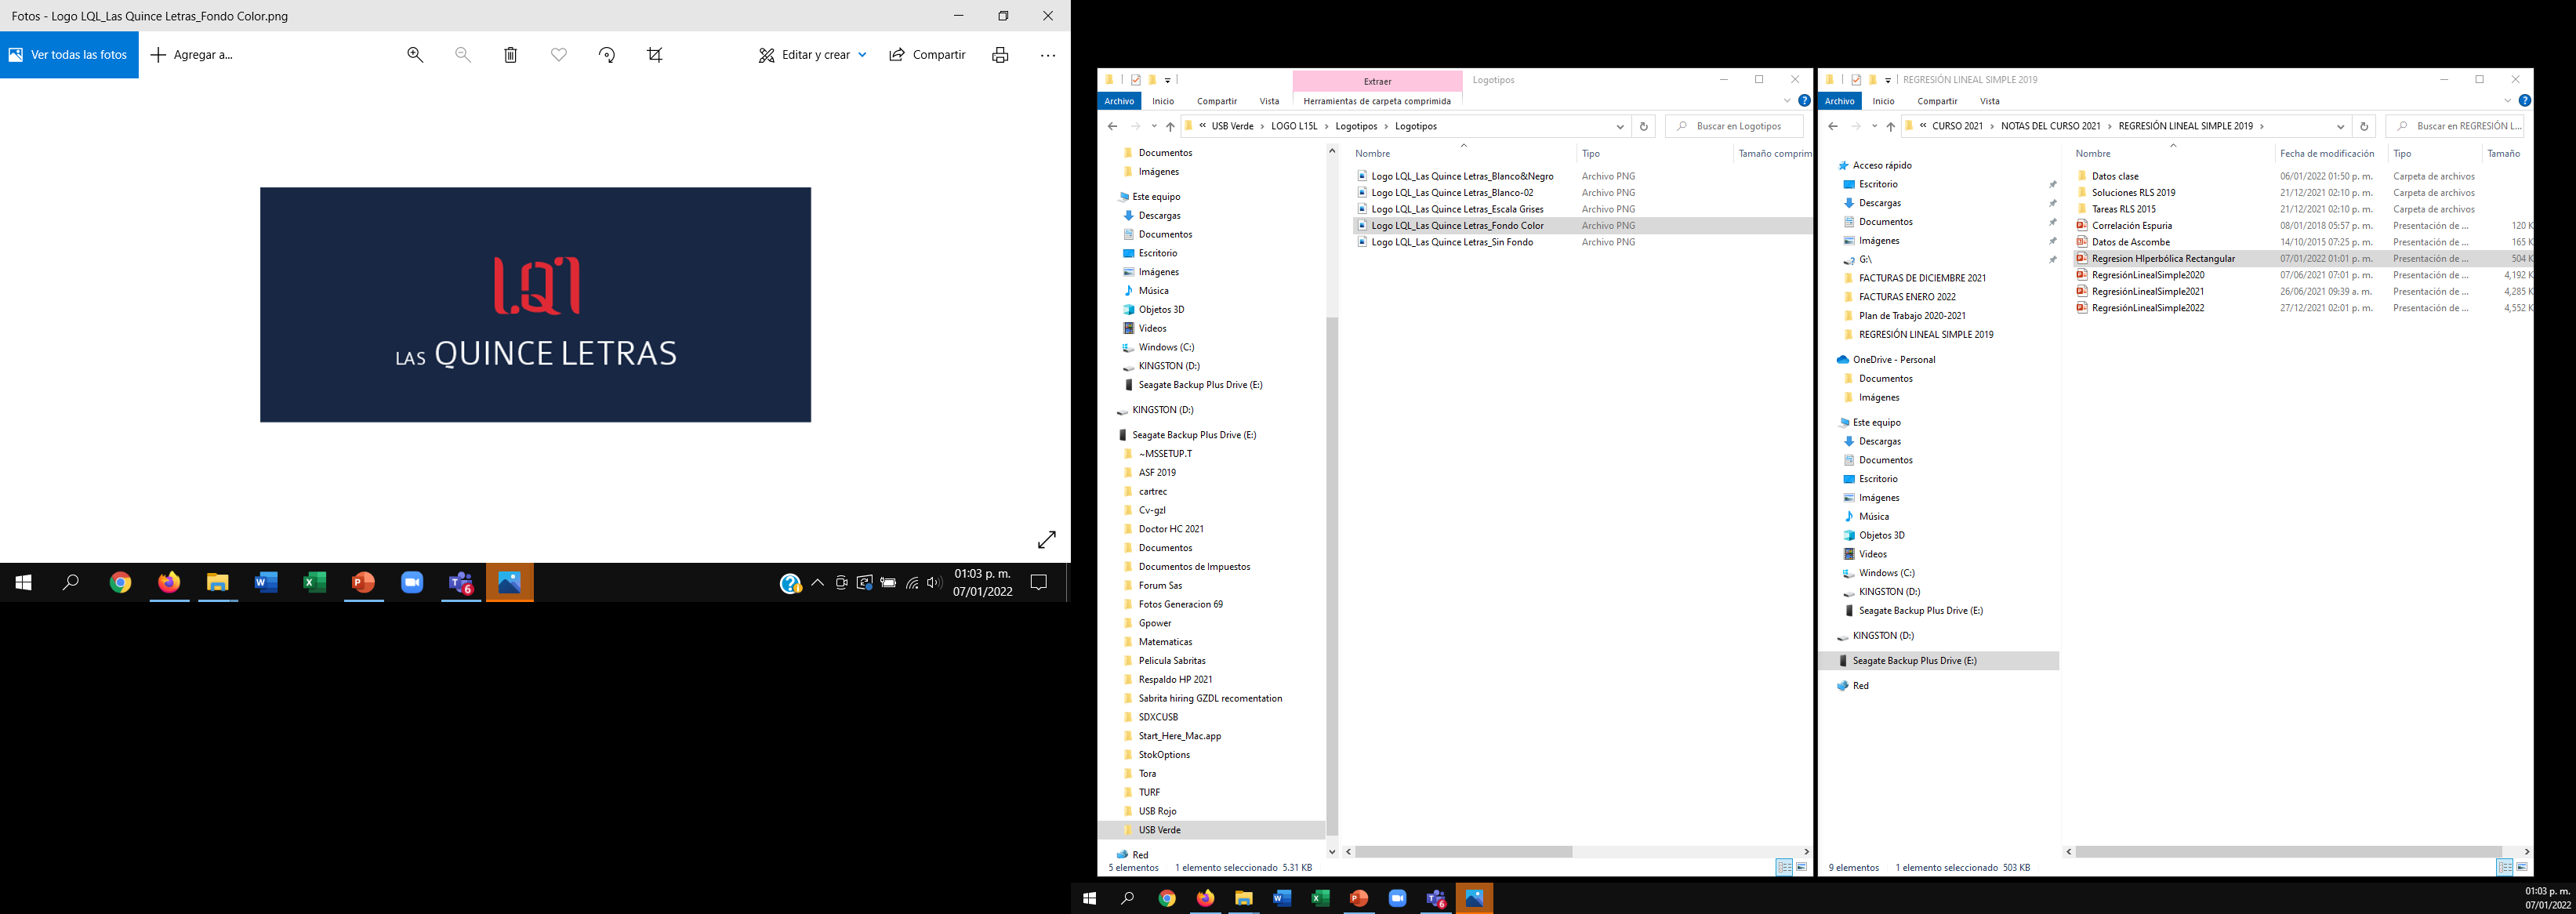 Fotos - Logo LQL_Las Quince Letras_Fondo Color.png
Ver todas las fotos
Agregar a...
Editar y crear
Compartir
LQL
LAS QUINCE LETRAS
01:03 p. m.
07/01/2022
6
Extraer
Logotipos
Archivo Inicio Compartir Vista Herramientas de carpeta comprimida
« USB Verde › LOGO L15L › Logotipos › Logotipos
Buscar en Logotipos
Documentos
Imágenes
Este equipo
Descargas
Documentos
Escritorio
Imágenes
Música
Objetos 3D
Videos
Windows (C:)
KINGSTON (D:)
Seagate Backup Plus Drive (E:)
KINGSTON (D:)
Seagate Backup Plus Drive (E:)
~MSSETUP.T
ASF 2019
cartrec
Cv-gzl
Doctor HC 2021
Documentos
Documentos de Impuestos
Forum Sas
Fotos Generacion 69
Gpower
Matematicas
Pelicula Sabritas
Respaldo HP 2021
Sabrita hiring GZDL recomentation
SDXCUSB
Start_Here_Mac.app
StokOptions
Tora
TURF
USB Rojo
USB Verde
Red
Nombre Tipo Tamaño comprim
Logo LQL_Las Quince Letras_Blanco&Negro Archivo PNG
Logo LQL_Las Quince Letras_Blanco-02 Archivo PNG
Logo LQL_Las Quince Letras_Escala Grises Archivo PNG
Logo LQL_Las Quince Letras_Fondo Color Archivo PNG
Logo LQL_Las Quince Letras_Sin Fondo Archivo PNG
5 elementos 1 elemento seleccionado 5.31 KB
REGRESIÓN LINEAL SIMPLE 2019
Archivo Inicio Compartir Vista
« CURSO 2021 › NOTAS DEL CURSO 2021 › REGRESIÓN LINEAL SIMPLE 2019 ›
Buscar en REGRESIÓN L...
Acceso rápido
Escritorio
Descargas
Documentos
Imágenes
G:\
FACTURAS DE DICIEMBRE 2021
FACTURAS ENERO 2022
Plan de Trabajo 2020-2021
REGRESIÓN LINEAL SIMPLE 2019
OneDrive - Personal
Documentos
Imágenes
Este equipo
Descargas
Documentos
Escritorio
Imágenes
Música
Objetos 3D
Videos
Windows (C:)
KINGSTON (D:)
Seagate Backup Plus Drive (E:)
KINGSTON (D:)
Seagate Backup Plus Drive (E:)
Red
Nombre Fecha de modificación Tipo Tamaño
Datos clase 06/01/2022 01:50 p. m. Carpeta de archivos
Soluciones RLS 2019 21/12/2021 02:10 p. m. Carpeta de archivos
Tareas RLS 2015 21/12/2021 02:10 p. m. Carpeta de archivos
Correlación Espuria 08/01/2018 05:57 p. m. Presentación de ... 120 K
Datos de Ascombe 14/10/2015 07:25 p. m. Presentación de ... 165 K
Regresion HIperbólica Rectangular 07/01/2022 01:01 p. m. Presentación de ... 504 K
RegresiónLinealSimple2020 07/06/2021 07:01 p. m. Presentación de ... 4,192 K
RegresiónLinealSimple2021 26/06/2021 09:39 a. m. Presentación de ... 4,285 K
RegresiónLinealSimple2022 27/12/2021 02:01 p. m. Presentación de ... 4,552 K
9 elementos 1 elemento seleccionado 503 KB
6
01:03 p. m.
07/01/2022